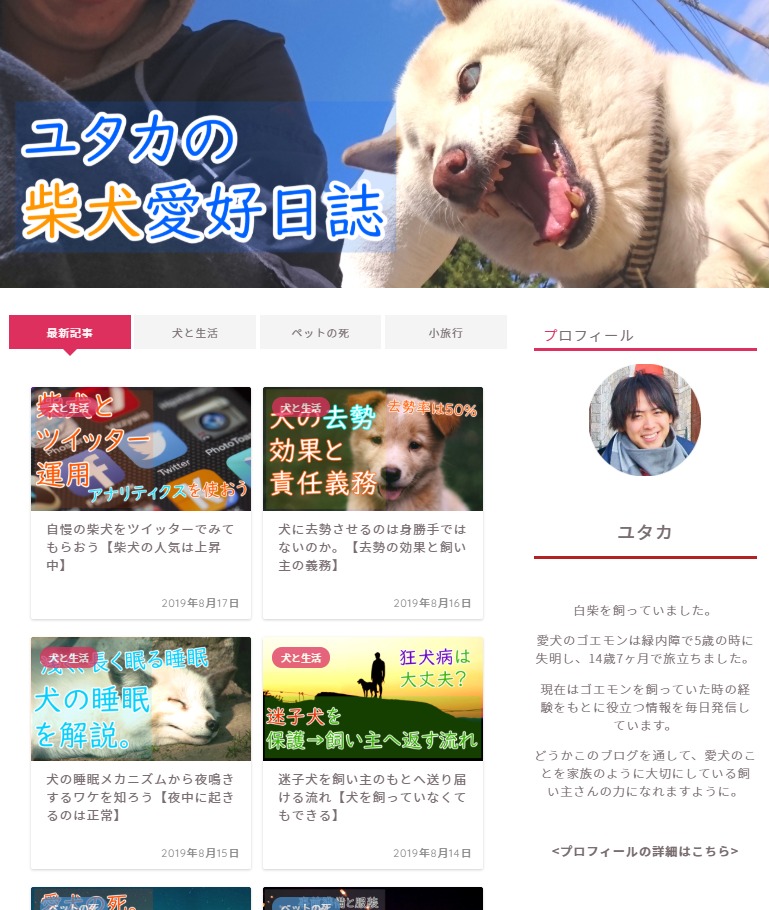 ユタカの
柴犬愛好日誌
最新記事
犬と生活
ペットの死
小旅行
プロフィール
柴犬と
犬と生活
ツイッター
運用
アナリティクスを使おう
Twitter
自慢の柴犬をツイッターでみて
もらおう【柴犬の人気は上昇
中】
2019年8月17日
犬と生活
去勢率は50%
犬の去勢
効果と
責任義務
犬に去勢させるのは身勝手では
ないのか。【去勢の効果と飼い
主の義務】
2019年8月16日
犬と生活
長く眠る睡眠
犬の睡眠
を解説。
犬の睡眠メカニズムから夜鳴き
するワケを知ろう【夜中に起き
るのは正常】
2019年8月15日
犬と生活
狂犬病は
大丈夫?
迷子犬を
保護→飼い主へ返す流れ
迷子犬を飼い主のもとへ送り届
ける流れ【犬を飼っていなくて
もできる】
2019年8月14日
愛犬の死。
ペットの死
ペットの死
ユタカ
白柴を飼っていました。
愛犬のゴエモンは緑内障で5歳の時に
失明し、14歳7ヶ月で旅立ちました。
現在はゴエモンを飼っていた時の経
験をもとに役立つ情報を毎日発信し
ています。
どうかこのブログを通して、愛犬のこ
とを家族のように大切にしている飼
い主さんの力になれますように。
<プロフィールの詳細はこちら>